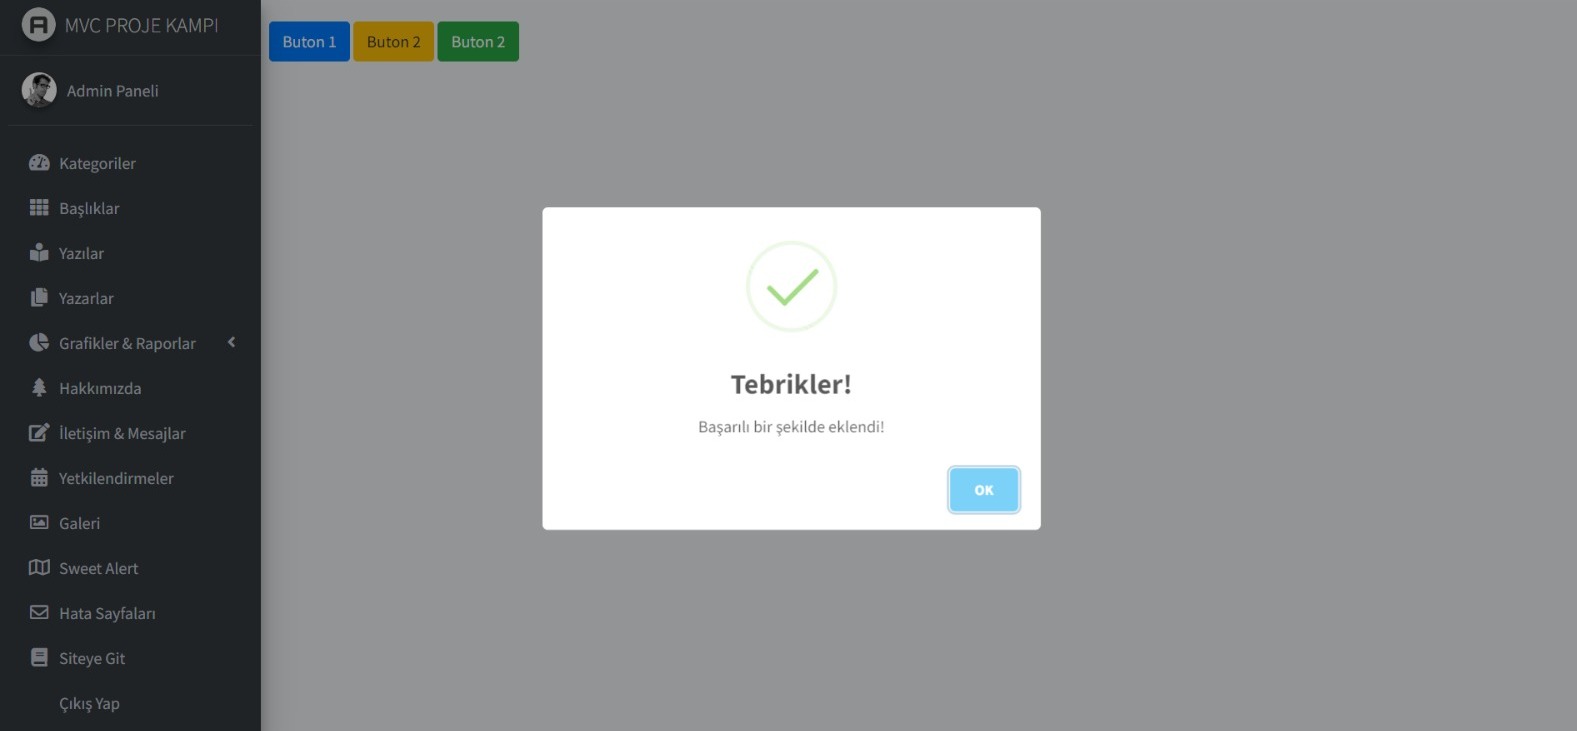 MVC PROJE KAMPI
Admin Paneli
Kategoriler
Başlıklar
Yazılar
Yazarlar
Grafikler & Raporlar
Hakkımızda
İletişim & Mesajlar
Yetkilendirmeler
Galeri
Sweet Alert
Hata Sayfaları
Siteye Git
Çıkış Yap
Buton 1 Buton 2 Buton 2
Tebrikler!
Başarılı bir şekilde eklendi!
OK